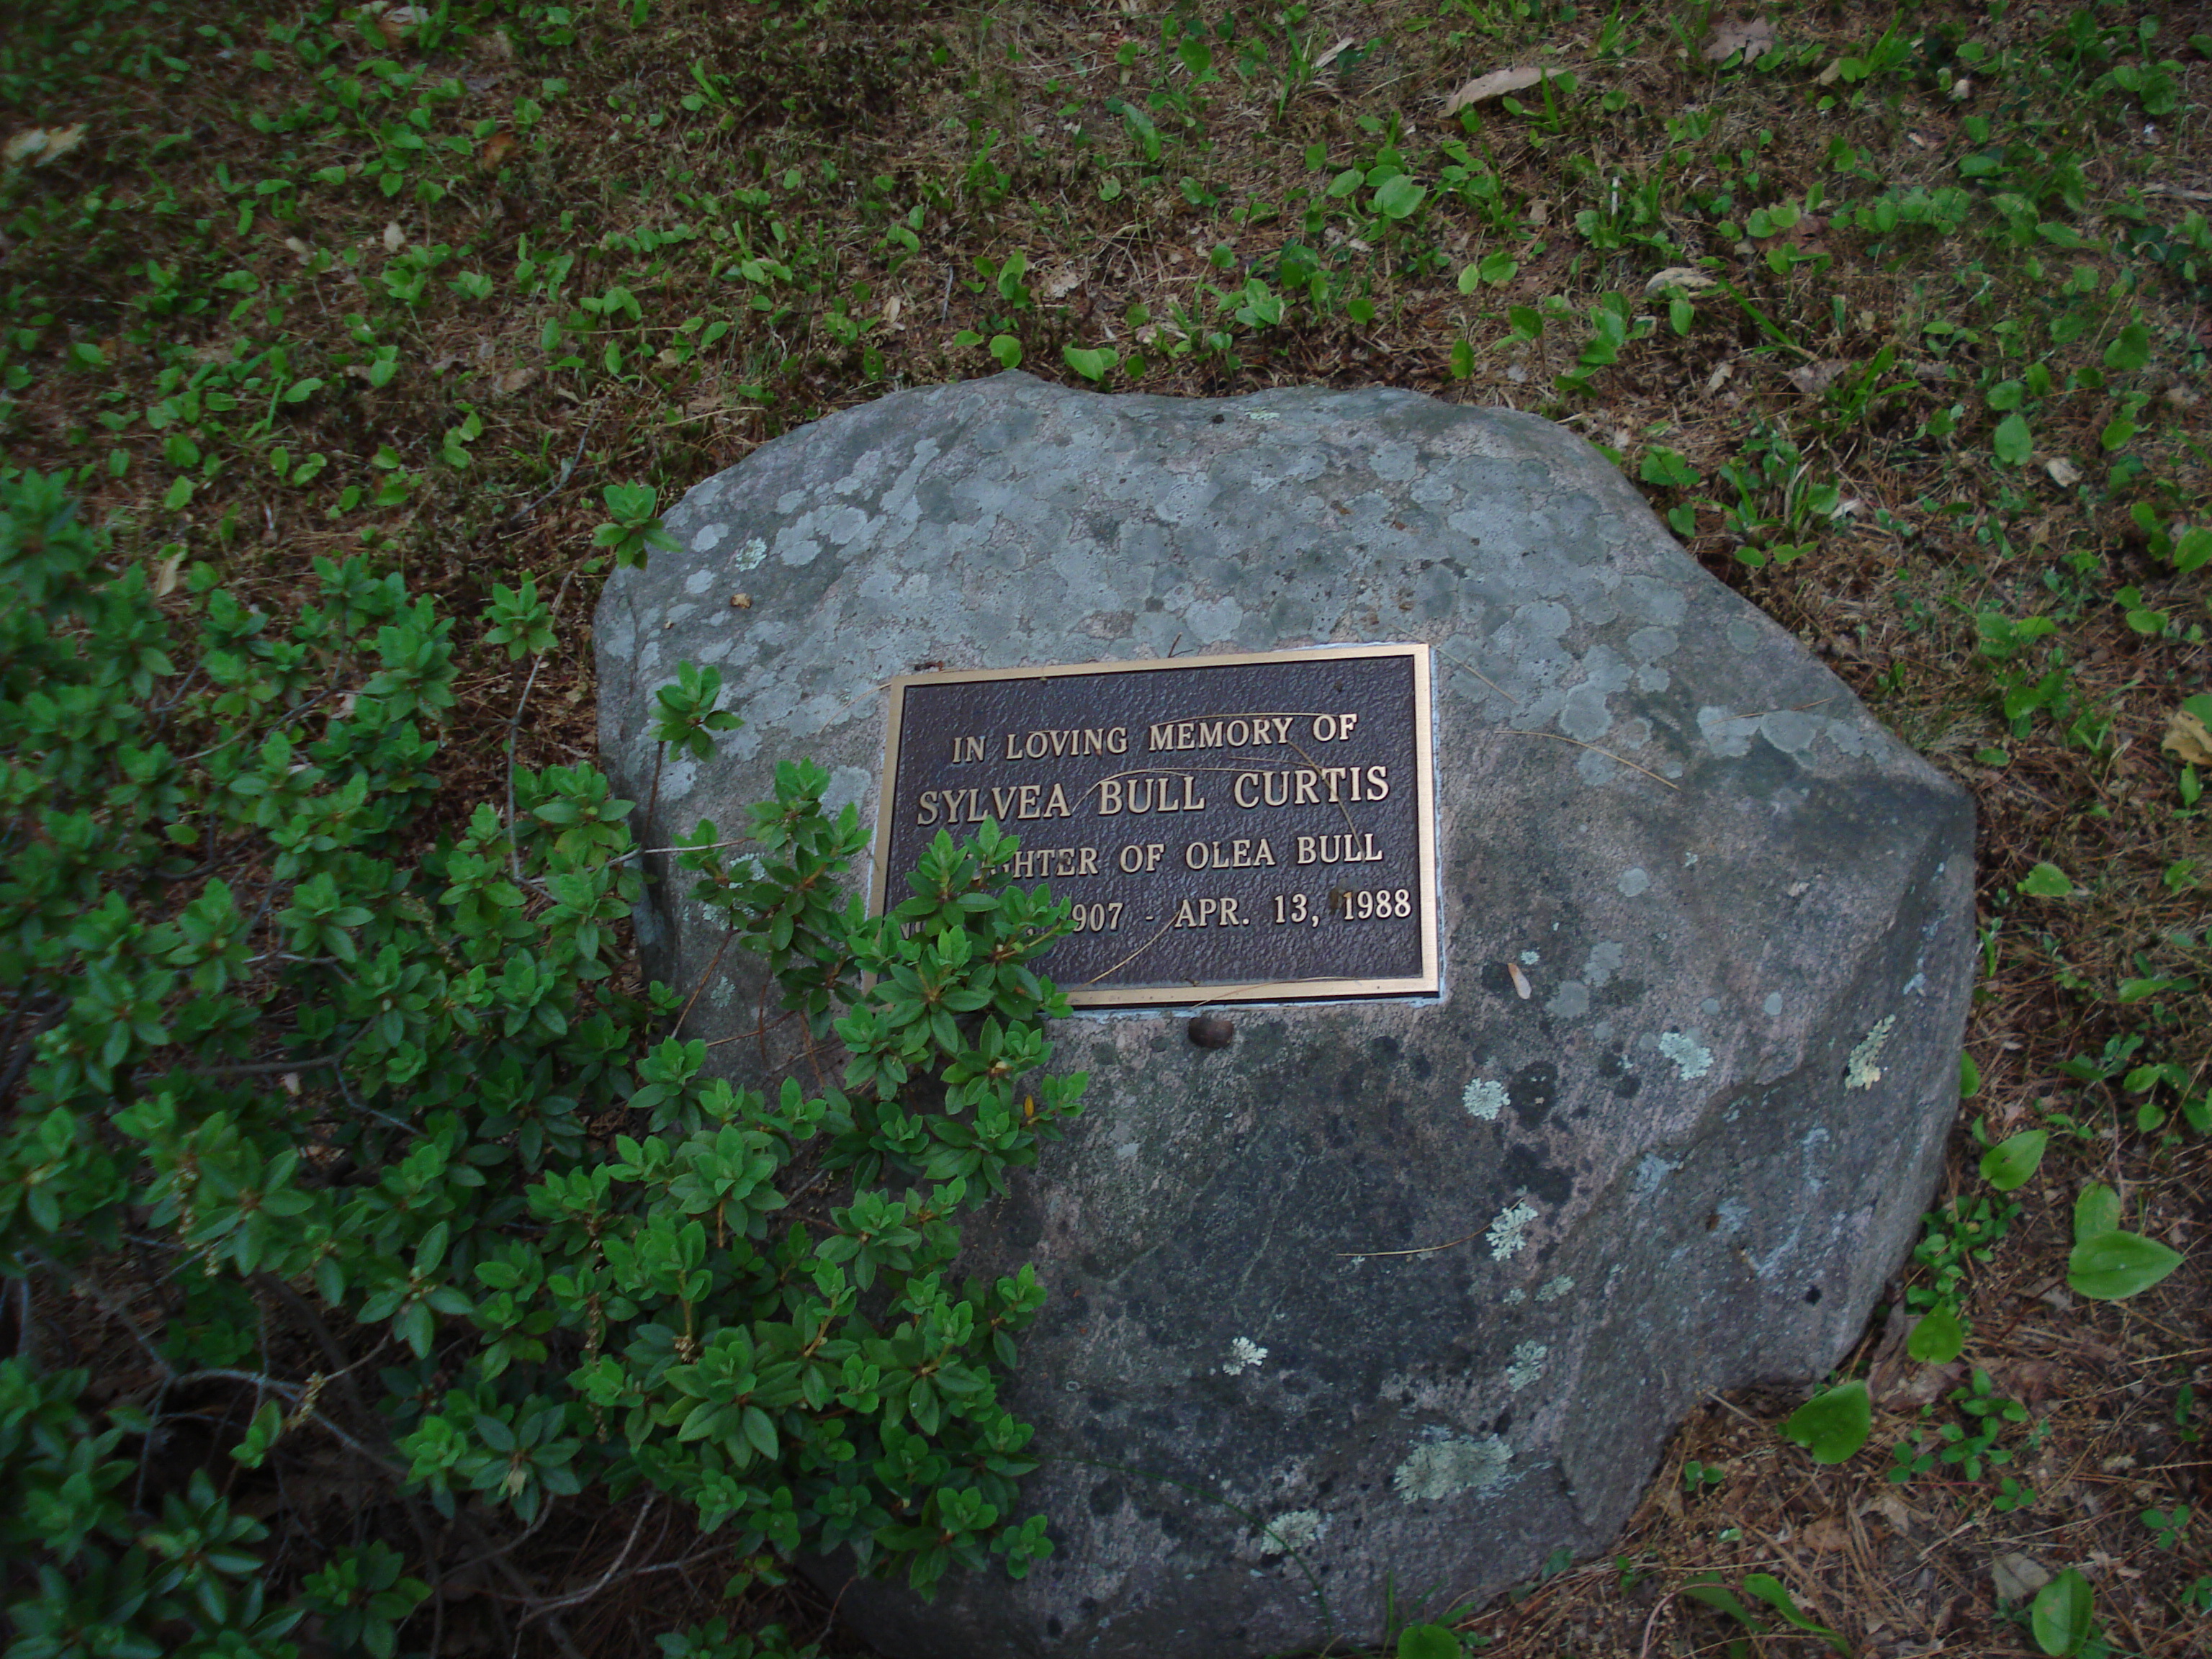 IN LOVING MEMORY OF
SYLVEA BULL CURTIS
OF OLEA BULL
- APR. 13, 1988